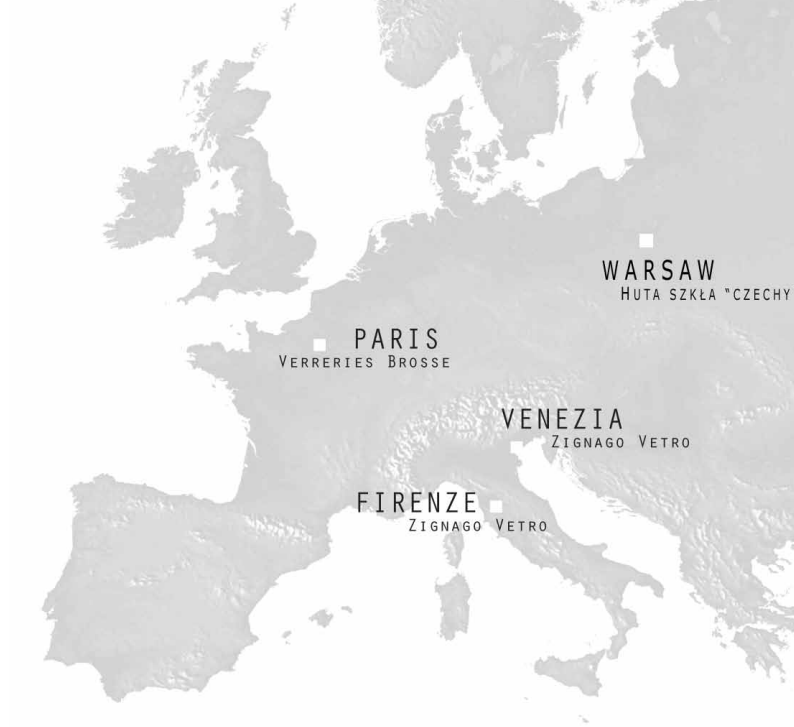 WARSAW
HUTA SZKŁA "CZECHY
PARIS
VERRERIES BROSSE
VENEZIA
ZIGNAGO VETRO
FIRENZE
ZIGNAGO VETRO